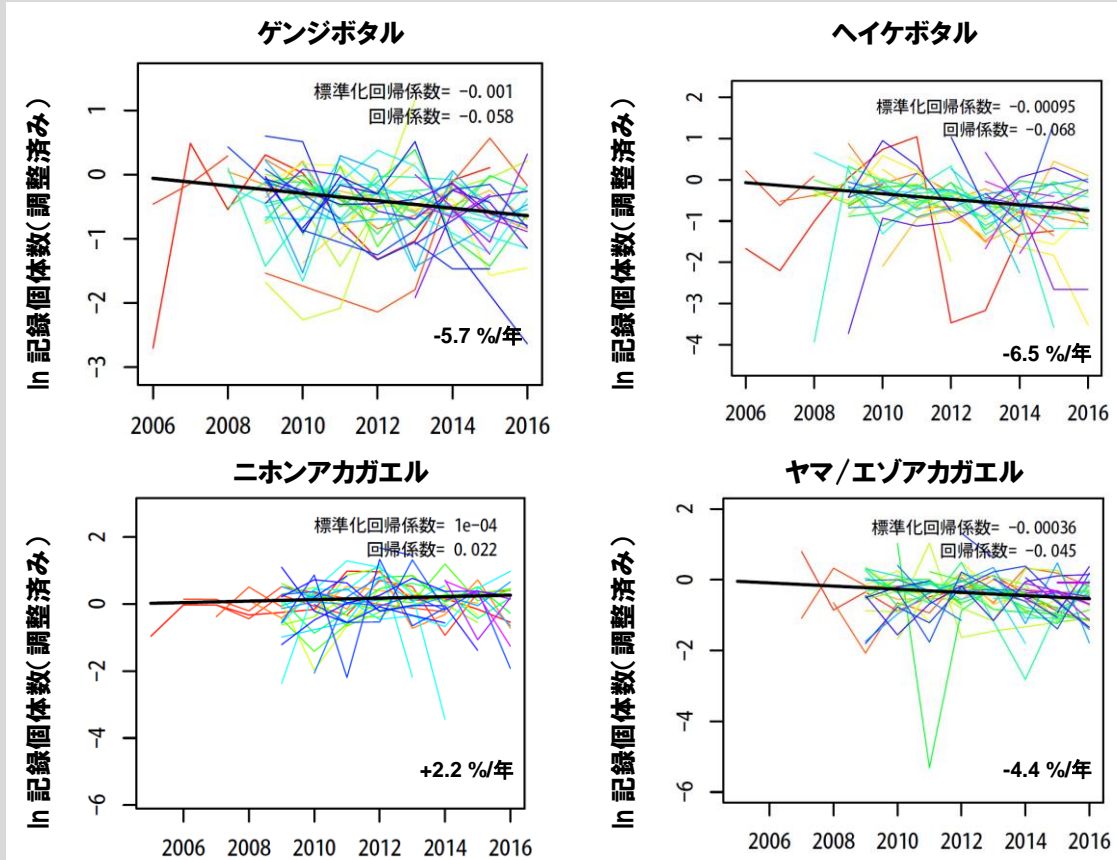 ゲンジボタル
ln 記録個体数(調整済み)
標準化回帰係数= -0.001
回帰係数= -0.058
1
0
-1
-2
-3
-5.7 %/年
2006 2008 2010 2012 2014 2016
ヘイケボタル
ln 記録個体数(調整済み)
標準化回帰係数= -0.00095
回帰係数= -0.068
2
1
0
-1
-2
-3
-4
-6.5 %/年
2006 2008 2010 2012 2014 2016
ニホンアカガエル
ln 記録個体数(調整済み)
標準化回帰係数= 1e-04
回帰係数= 0.022
2
0
-2
-4
-6
+2.2 %/年
2006 2008 2010 2012 2014 2016
ヤマ/エゾアカガエル
ln 記録個体数(調整済み)
標準化回帰係数= -0.00036
回帰係数= -0.045
2
0
-2
-4
-6
-4.4 %/年
2006 2008 2010 2012 2014 2016